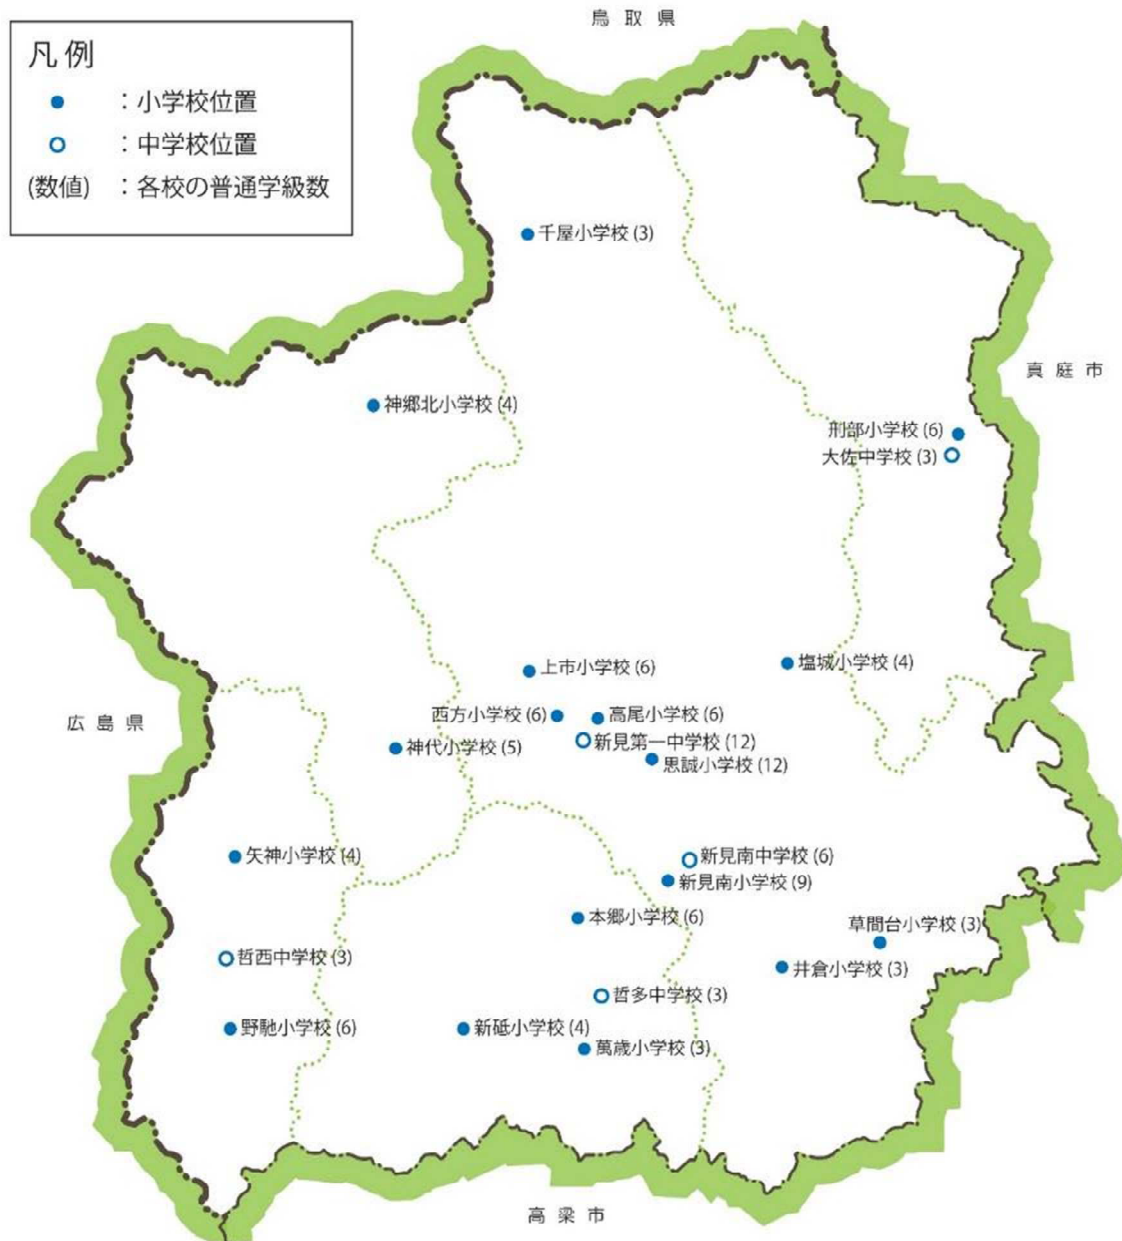 鳥取県
凡例
● ：小学校位置
○ ：中学校位置
(数値) ：各校の普通学級数
千屋小学校 (3)
真庭市
神郷北小学校 (4)
刑部小学校 (6)
大佐中学校 (3)
上市小学校 (6)
塩城小学校 (4)
西方小学校 (6)
高尾小学校 (6)
広島県
新見第一中学校 (12)
神代小学校 (5)
思誠小学校 (12)
矢神小学校 (4)
新見南中学校 (6)
新見南小学校 (9)
本郷小学校 (6)
草間台小学校 (3)
哲西中学校 (3)
井倉小学校 (3)
哲多中学校 (3)
野馳小学校 (6)
新砥小学校 (4)
萬歳小学校 (3)
高梁市